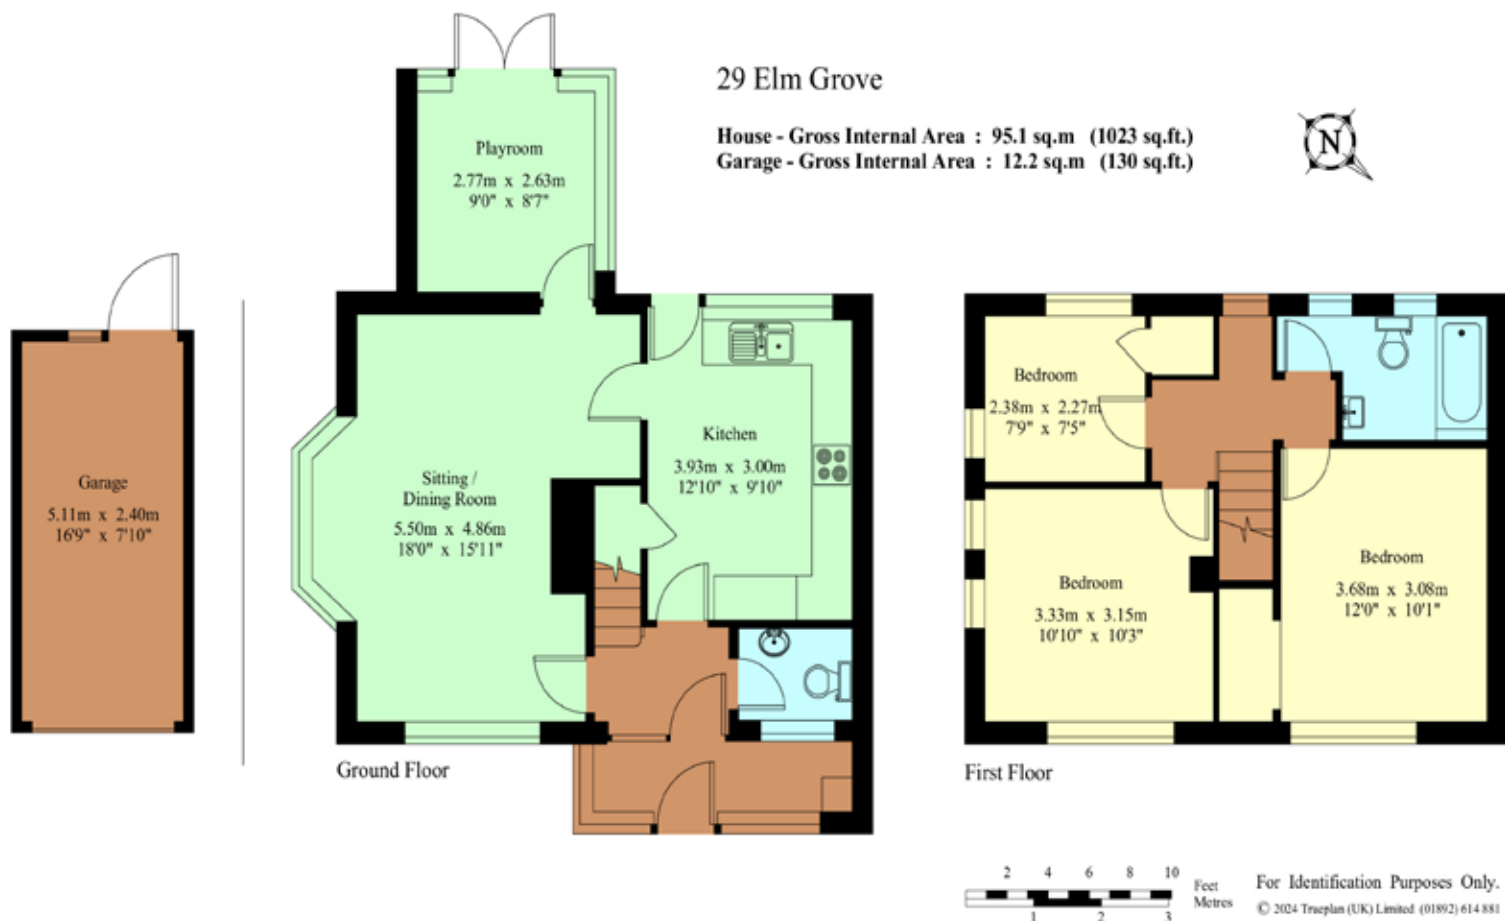 29 Elm Grove
House - Gross Internal Area : 95.1 sq.m (1023 sq.ft.)
Garage - Gross Internal Area : 12.2 sq.m (130 sq.ft.)
N
Playroom
2.77m x 2.63m
9'0" x 8'7"
Garage
5.11m x 2.40m
16'9" x 7'10"
Sitting /
Dining Room
5.50m x 4.86m
18'0" x 15'11"
Kitchen
3.93m x 3.00m
12'10" x 9'10"
Ground Floor
Bedroom
2.38m x 2.27m
7'9" x 7'5"
Bedroom
3.33m x 3.15m
10'10" x 10'3"
Bedroom
3.68m x 3.08m
12'0" x 10'1"
First Floor
2 4 6 8 10
Feet
Metres
1 2 3
For Identification Purposes Only.
© 2024 Trueplan (UK) Limited (01892) 614 881